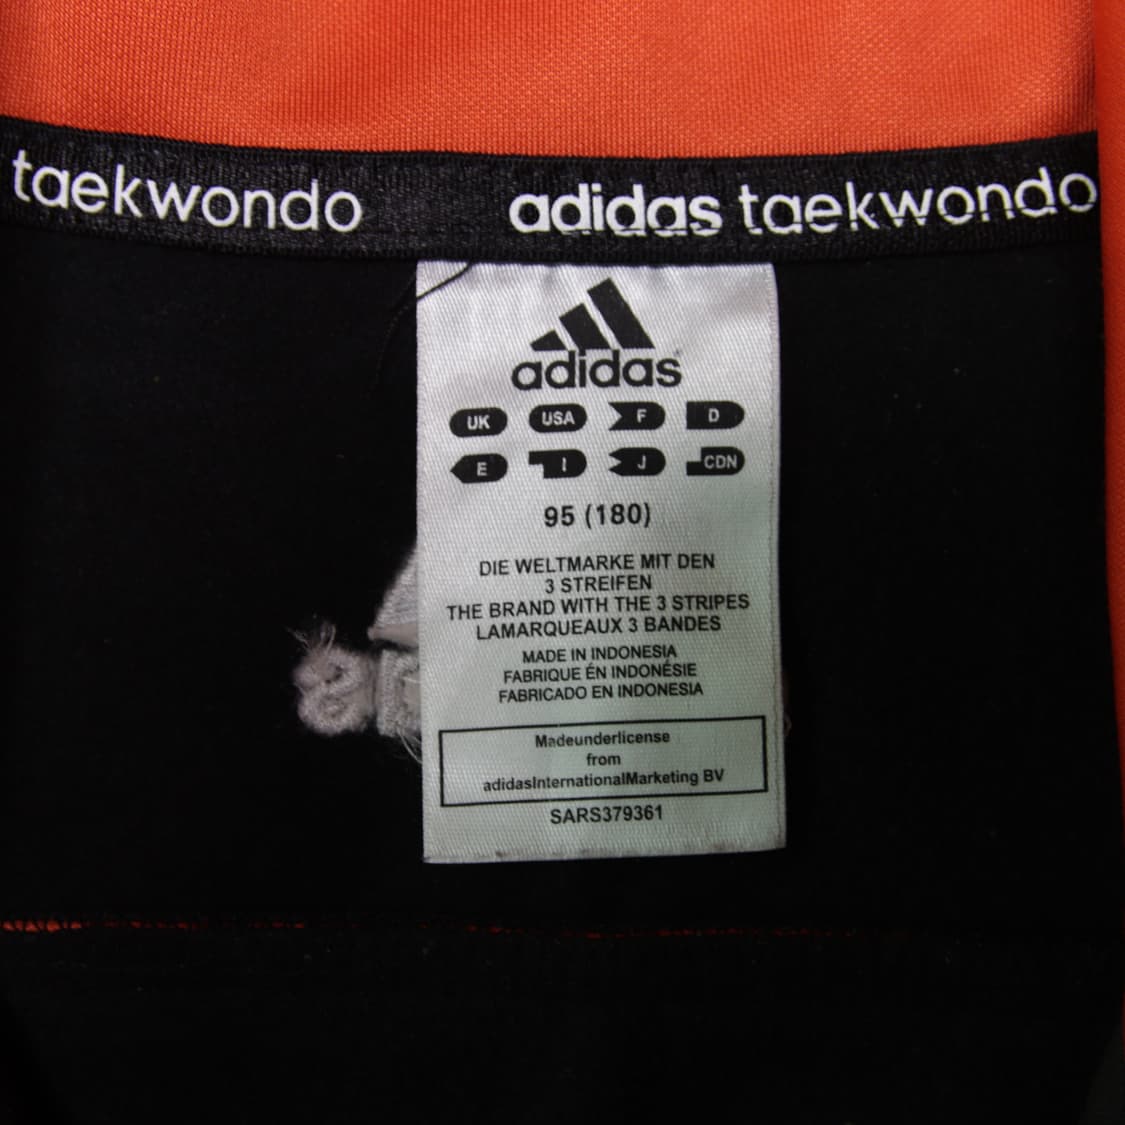 taekwondo adidas taekwondo
adidas
UK USA F D
E I J CDN
95 (180)
DIE WELTMARKE MIT DEN
3 STREIFEN
THE BRAND WITH THE 3 STRIPES
LAMARQUEAUX 3 BANDES
MADE IN INDONESIA
FABRIQUE ÉN INDONÉSIE
FABRICADO EN INDONESIA
Madeunderlicense
from
adidasInternationalMarketing BV
SARS379361